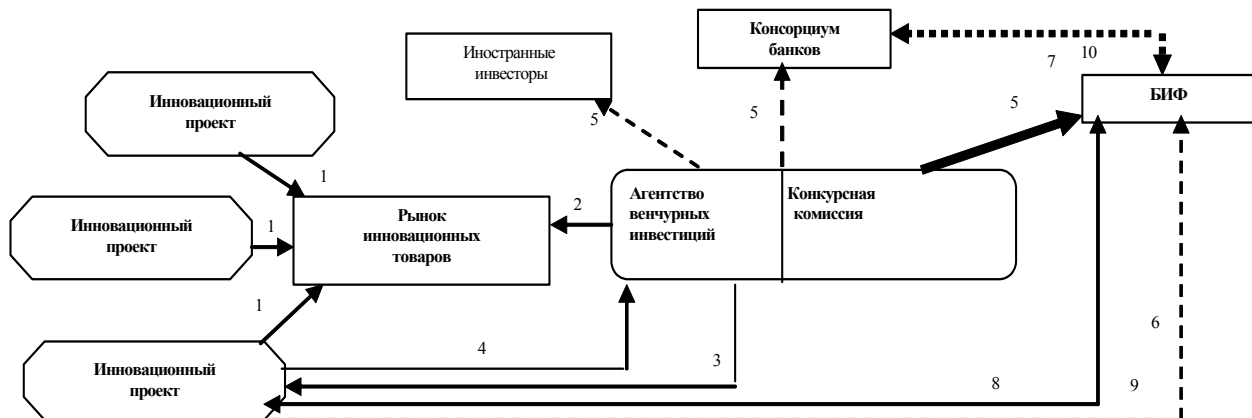 Консорциум
банков
10
7
Иностранные
инвесторы
БИФ
Инновационный
проект
5
5
5
1
Агентство
венчурных
инвестиций
Конкурсная
комиссия
2
Рынок
инновационных
товаров
Инновационный
проект
1
1
6
4
3
Инновационный
проект
8
9